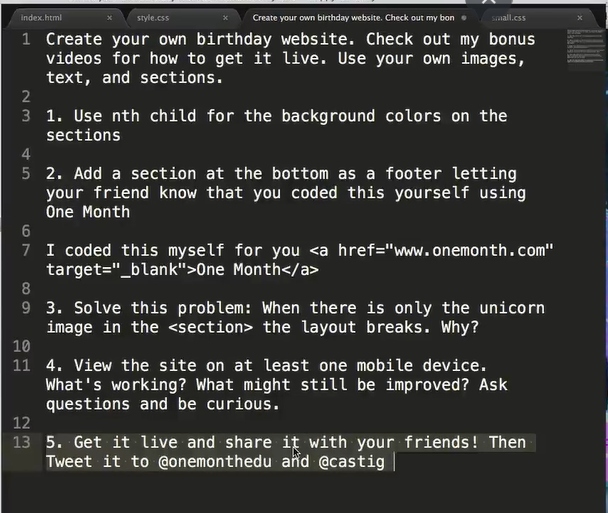 index.html
style.css
Create your own birthday website. Check out my bon
small.css
1 Create your own birthday website. Check out my bonus
videos for how to get it live. Use your own images,
text, and sections.
2
3 1. Use nth child for the background colors on the
sections
4
5 2. Add a section at the bottom as a footer letting
your friend know that you coded this yourself using
One Month
6
7 I coded this myself for you <a href="www.onemonth.com"
target="_blank">One Month</a>
8
9 3. Solve this problem: When there is only the unicorn
image in the <section> the layout breaks. Why?
10
11 4. View the site on at least one mobile device.
What's working? What might still be improved? Ask
questions and be curious.
12
13 5. Get it live and share it with your friends! Then
Tweet it to @onemonthedu and @castig